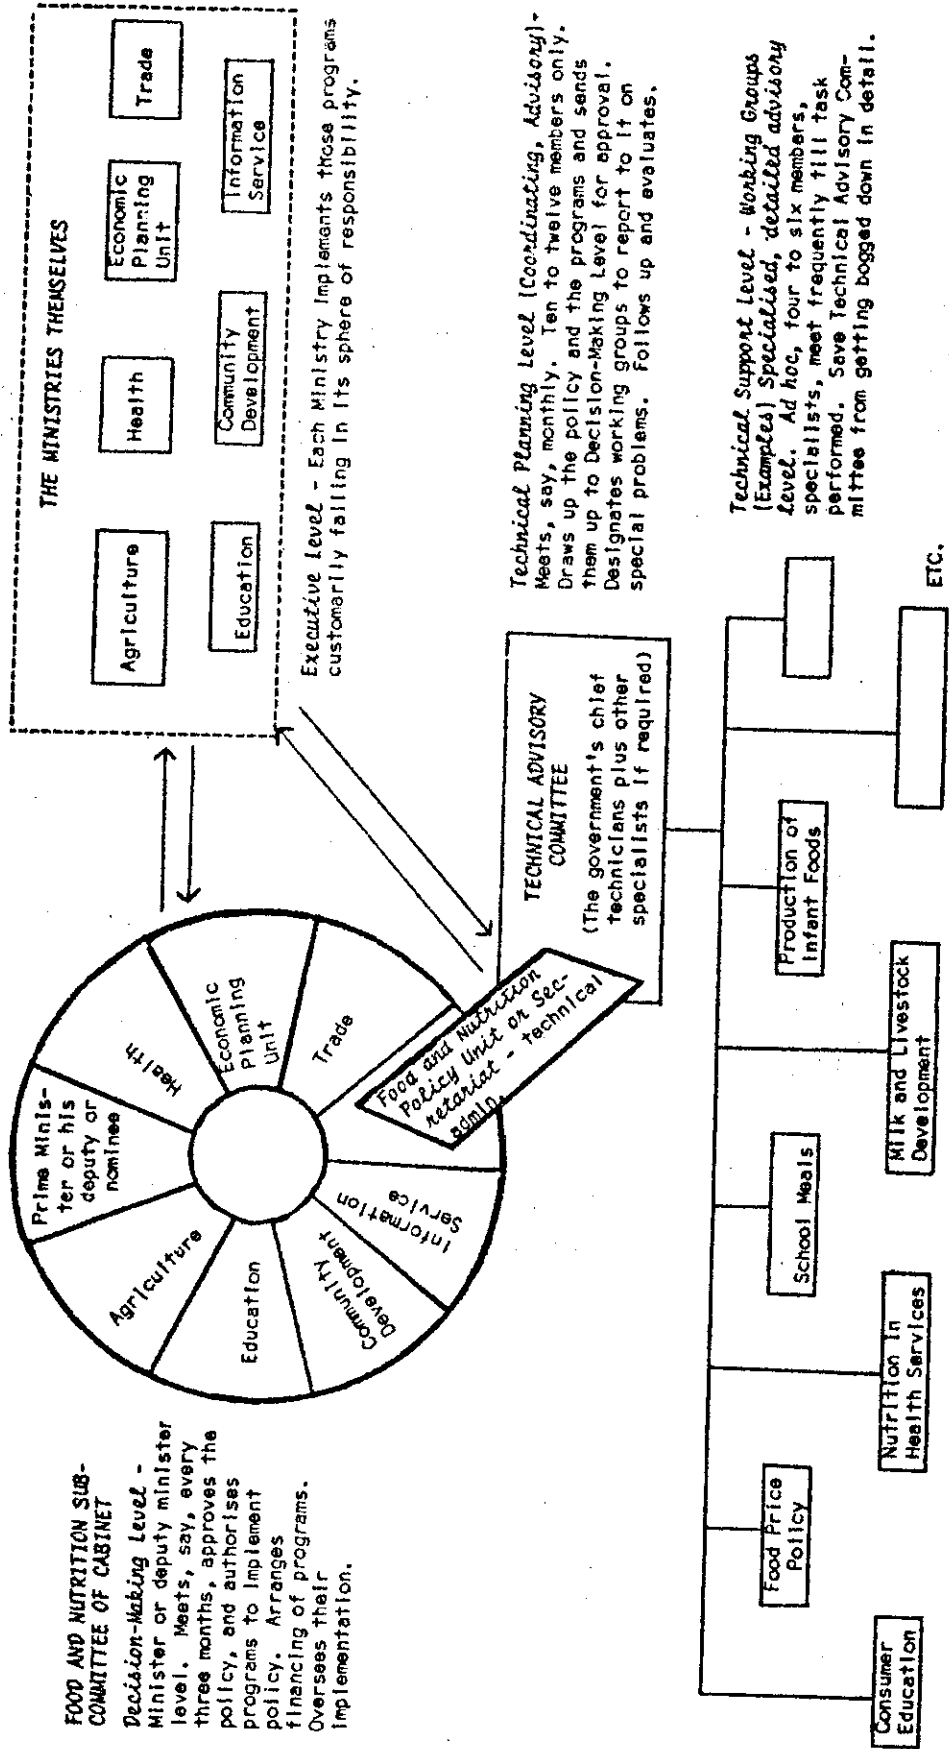 FOOD AND NUTRITION SUB-
COMMITTEE OF CABINET
Decision-Making Level -
Minister or deputy minister
level. Meets, say, every
three months, approves the
policy, and authorises
programs to implement
policy. Arranges
financing of programs.
Oversees their
implementation.
Prime Minis-
ter or his
deputy or
nominee
Health
Economic
Planning
Unit
Trade
Agriculture
Education
Community
Development
Information
Service
Food and Nutrition
Policy Unit or Sec-
retariat - technical
admin.
THE MINISTRIES THEMSELVES
Agriculture
Health
Economic
Planning
Unit
Trade
Education
Community
Development
Information
Service
Executive Level - Each Ministry implements those programs
customarily falling in its sphere of responsibility.
TECHNICAL ADVISORY
COMMITTEE
(The government's chief
technicians plus other
specialists if required)
Technical Planning Level (Coordinating, Advisory)-
Meets, say, monthly. Ten to twelve members only.
Draws up the policy and the programs and sends
them up to Decision-Making Level for approval.
Designates working groups to report to it on
special problems. Follows up and evaluates.
Consumer
Education
Food Price
Policy
Nutrition in
Health Services
School Meals
Milk and Livestock
Development
Production of
Infant Foods
ETC.
Technical Support Level - Working Groups
(Examples) Specialised, detailed advisory
level. Ad hoc, four to six members,
specialists, meet frequently till task
performed. Save Technical Advisory Com-
mittee from getting bogged down in detail.